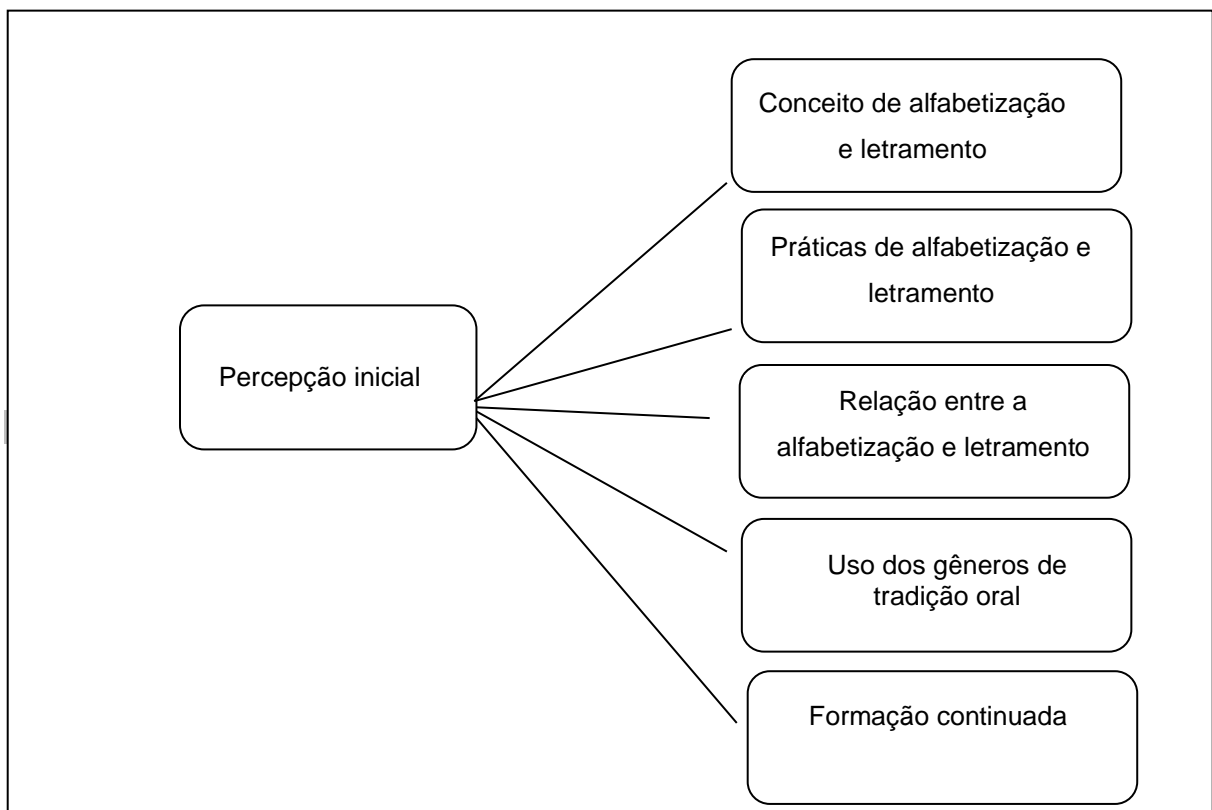 Conceito de alfabetização
e letramento
Práticas de alfabetização e
letramento
Percepção inicial
Relação entre a
alfabetização e letramento
Uso dos gêneros de
tradição oral
Formação continuada